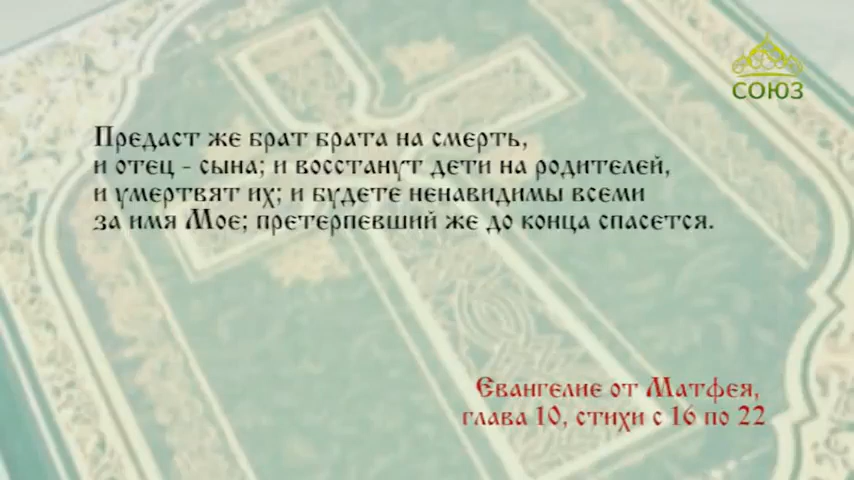 СОЮЗ
Предаст же брат брата на смерть,
и отец - сына; и восстанут дети на родителей,
и умертвят их; и будете ненавидимы всеми
за имя Мое; претерпевший же до конца спасется.
Евангелие от Матфея,
глава 10, стихи с 16 по 22